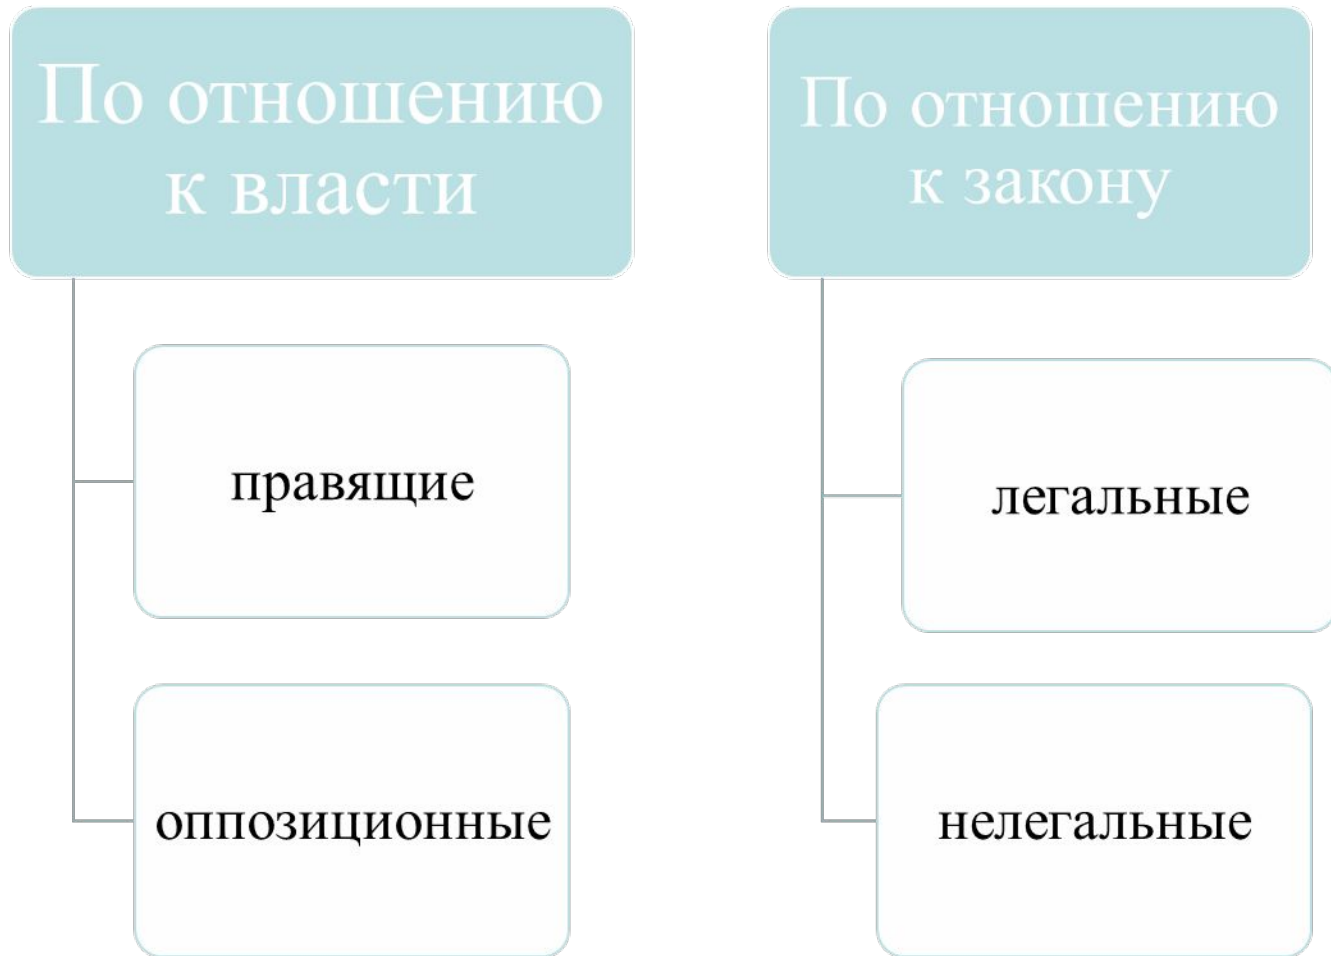 По отношению
к власти
правящие
оппозиционные
По отношению
к закону
легальные
нелегальные